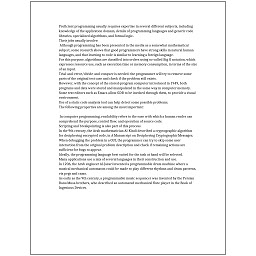 Proficient programming usually requires expertise in several different subjects, including
knowledge of the application domain, details of programming languages and generic code
libraries, specialized algorithms, and formal logic.
These jobs usually involve
Although programming has been presented in the media as a somewhat mathematical
subject, some research shows that good programmers have strong skills in natural human
languages, and that learning to code is similar to learning a foreign language.
For this purpose, algorithms are classified into orders using so-called Big O notation, which
expresses resource use, such as execution time or memory consumption, in terms of the size
of an input.
Trial-and-error/divide-and-conquer is needed: the programmer will try to remove some
parts of the original test case and check if the problem still exists.
However, with the concept of the stored-program computer introduced in 1949, both
programs and data were stored and manipulated in the same way in computer memory.
Some text editors such as Emacs allow GDB to be invoked through them, to provide a visual
environment.
Use of a static code analysis tool can help detect some possible problems.
The following properties are among the most important:
In computer programming, readability refers to the ease with which a human reader can
comprehend the purpose, control flow, and operation of source code.
Scripting and breakpointing is also part of this process.
In the 9th century, the Arab mathematician Al-Kindi described a cryptographic algorithm
for deciphering encrypted code, in A Manuscript on Deciphering Cryptographic Messages.
When debugging the problem in a GUI, the programmer can try to skip some user
interaction from the original problem description and check if remaining actions are
sufficient for bugs to appear.
Ideally, the programming language best suited for the task at hand will be selected.
Many applications use a mix of several languages in their construction and use.
In 1206, the Arab engineer Al-Jazari invented a programmable drum machine where a
musical mechanical automaton could be made to play different rhythms and drum patterns,
via pegs and cams.
As early as the 9th century, a programmable music sequencer was invented by the Persian
Banu Musa brothers, who described an automated mechanical flute player in the Book of
Ingenious Devices.